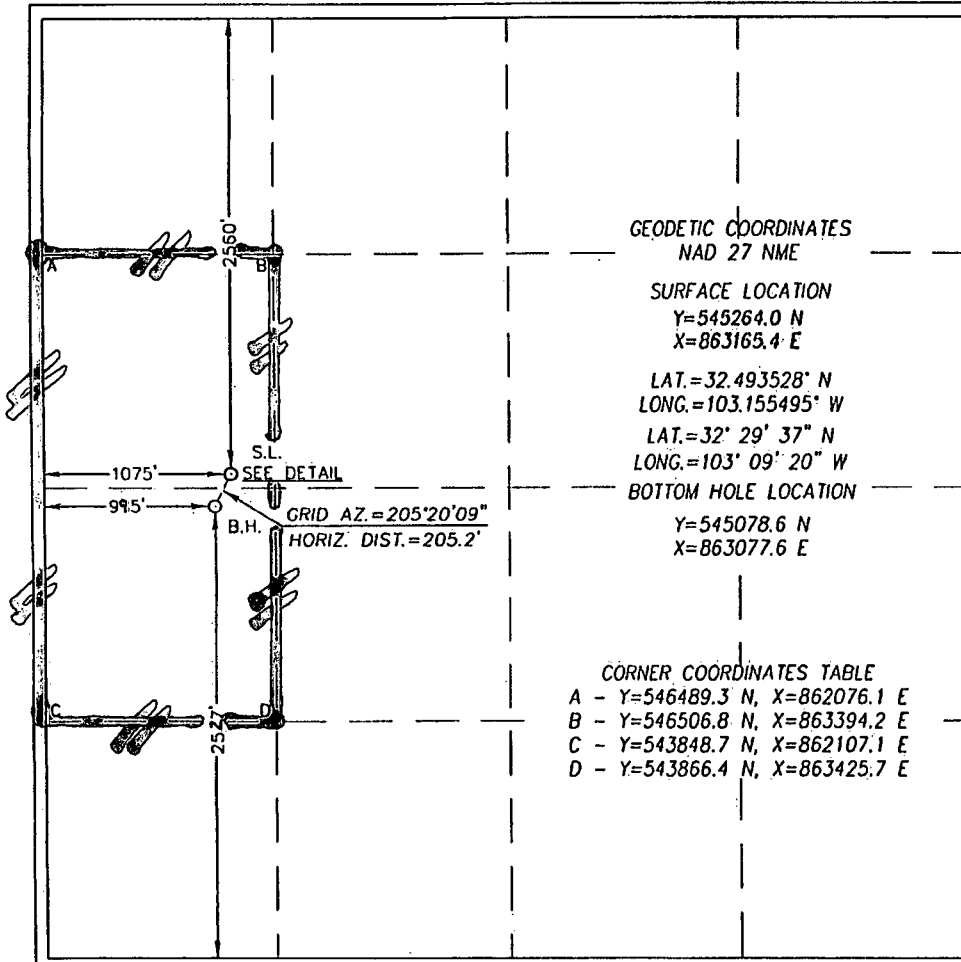 2560'
GEODETIC COORDINATES
NAD 27 NME
A
B
SURFACE LOCATION
Y=545264.0 N
X=863165.4 E
LAT.=32.493528° N
LONG.=103.155495° W
LAT.=32° 29' 37" N
LONG.=103° 09' 20" W
S.L.
1075'
SEE DETAIL
BOTTOM HOLE LOCATION
995'
B.H.
GRID AZ.=205°20'09"
HORIZ. DIST.=205.2'
Y=545078.6 N
X=863077.6 E
CORNER COORDINATES TABLE
A - Y=546489.3 N, X=862076.1 E
B - Y=546506.8 N, X=863394.2 E
C - Y=543848.7 N, X=862107.1 E
D - Y=543866.4 N, X=863425.7 E
C
D
2527'